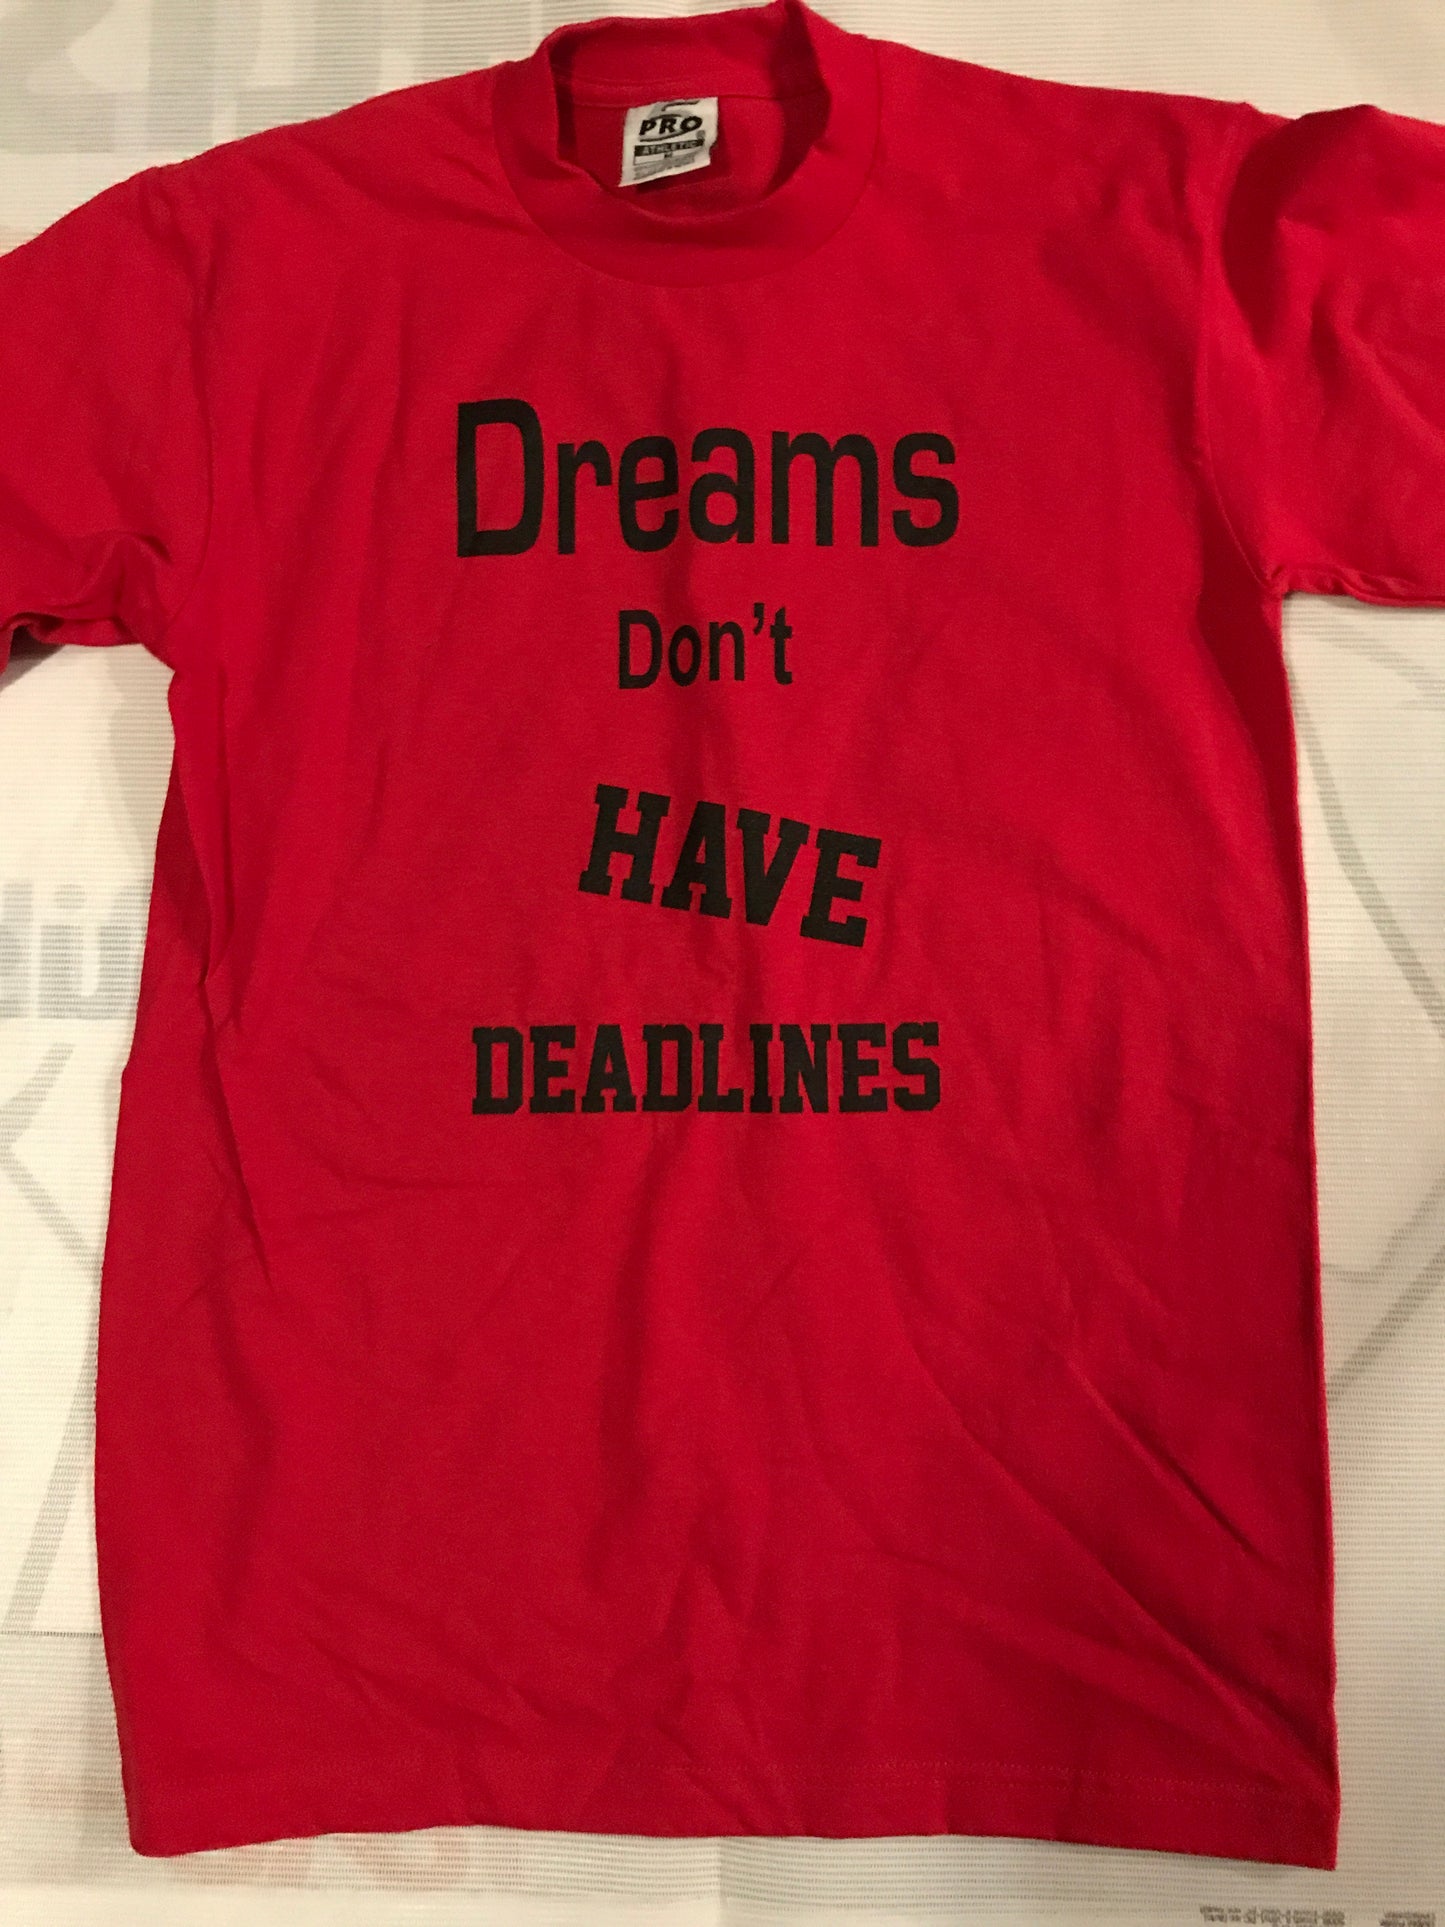 PRO
ATHLETIC
M
Dreams
Don't
HAVE
DEADLINES